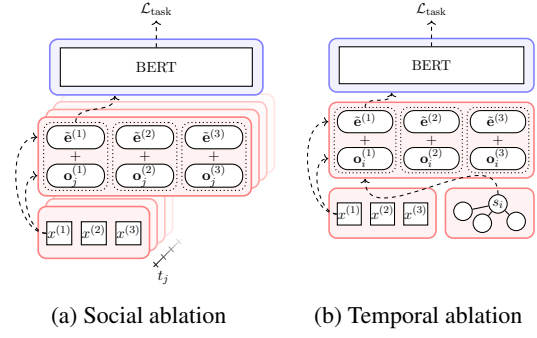 𝓛_task
BERT
ẽ^(1) ẽ^(2) ẽ^(3)
+ + +
o_j^(1) o_j^(2) o_j^(3)
x^(1) x^(2) x^(3)
t_j
(a) Social ablation
𝓛_task
BERT
ẽ^(1) ẽ^(2) ẽ^(3)
+ + +
o_i^(1) o_i^(2) o_i^(3)
x^(1) x^(2) x^(3) s_i
(b) Temporal ablation